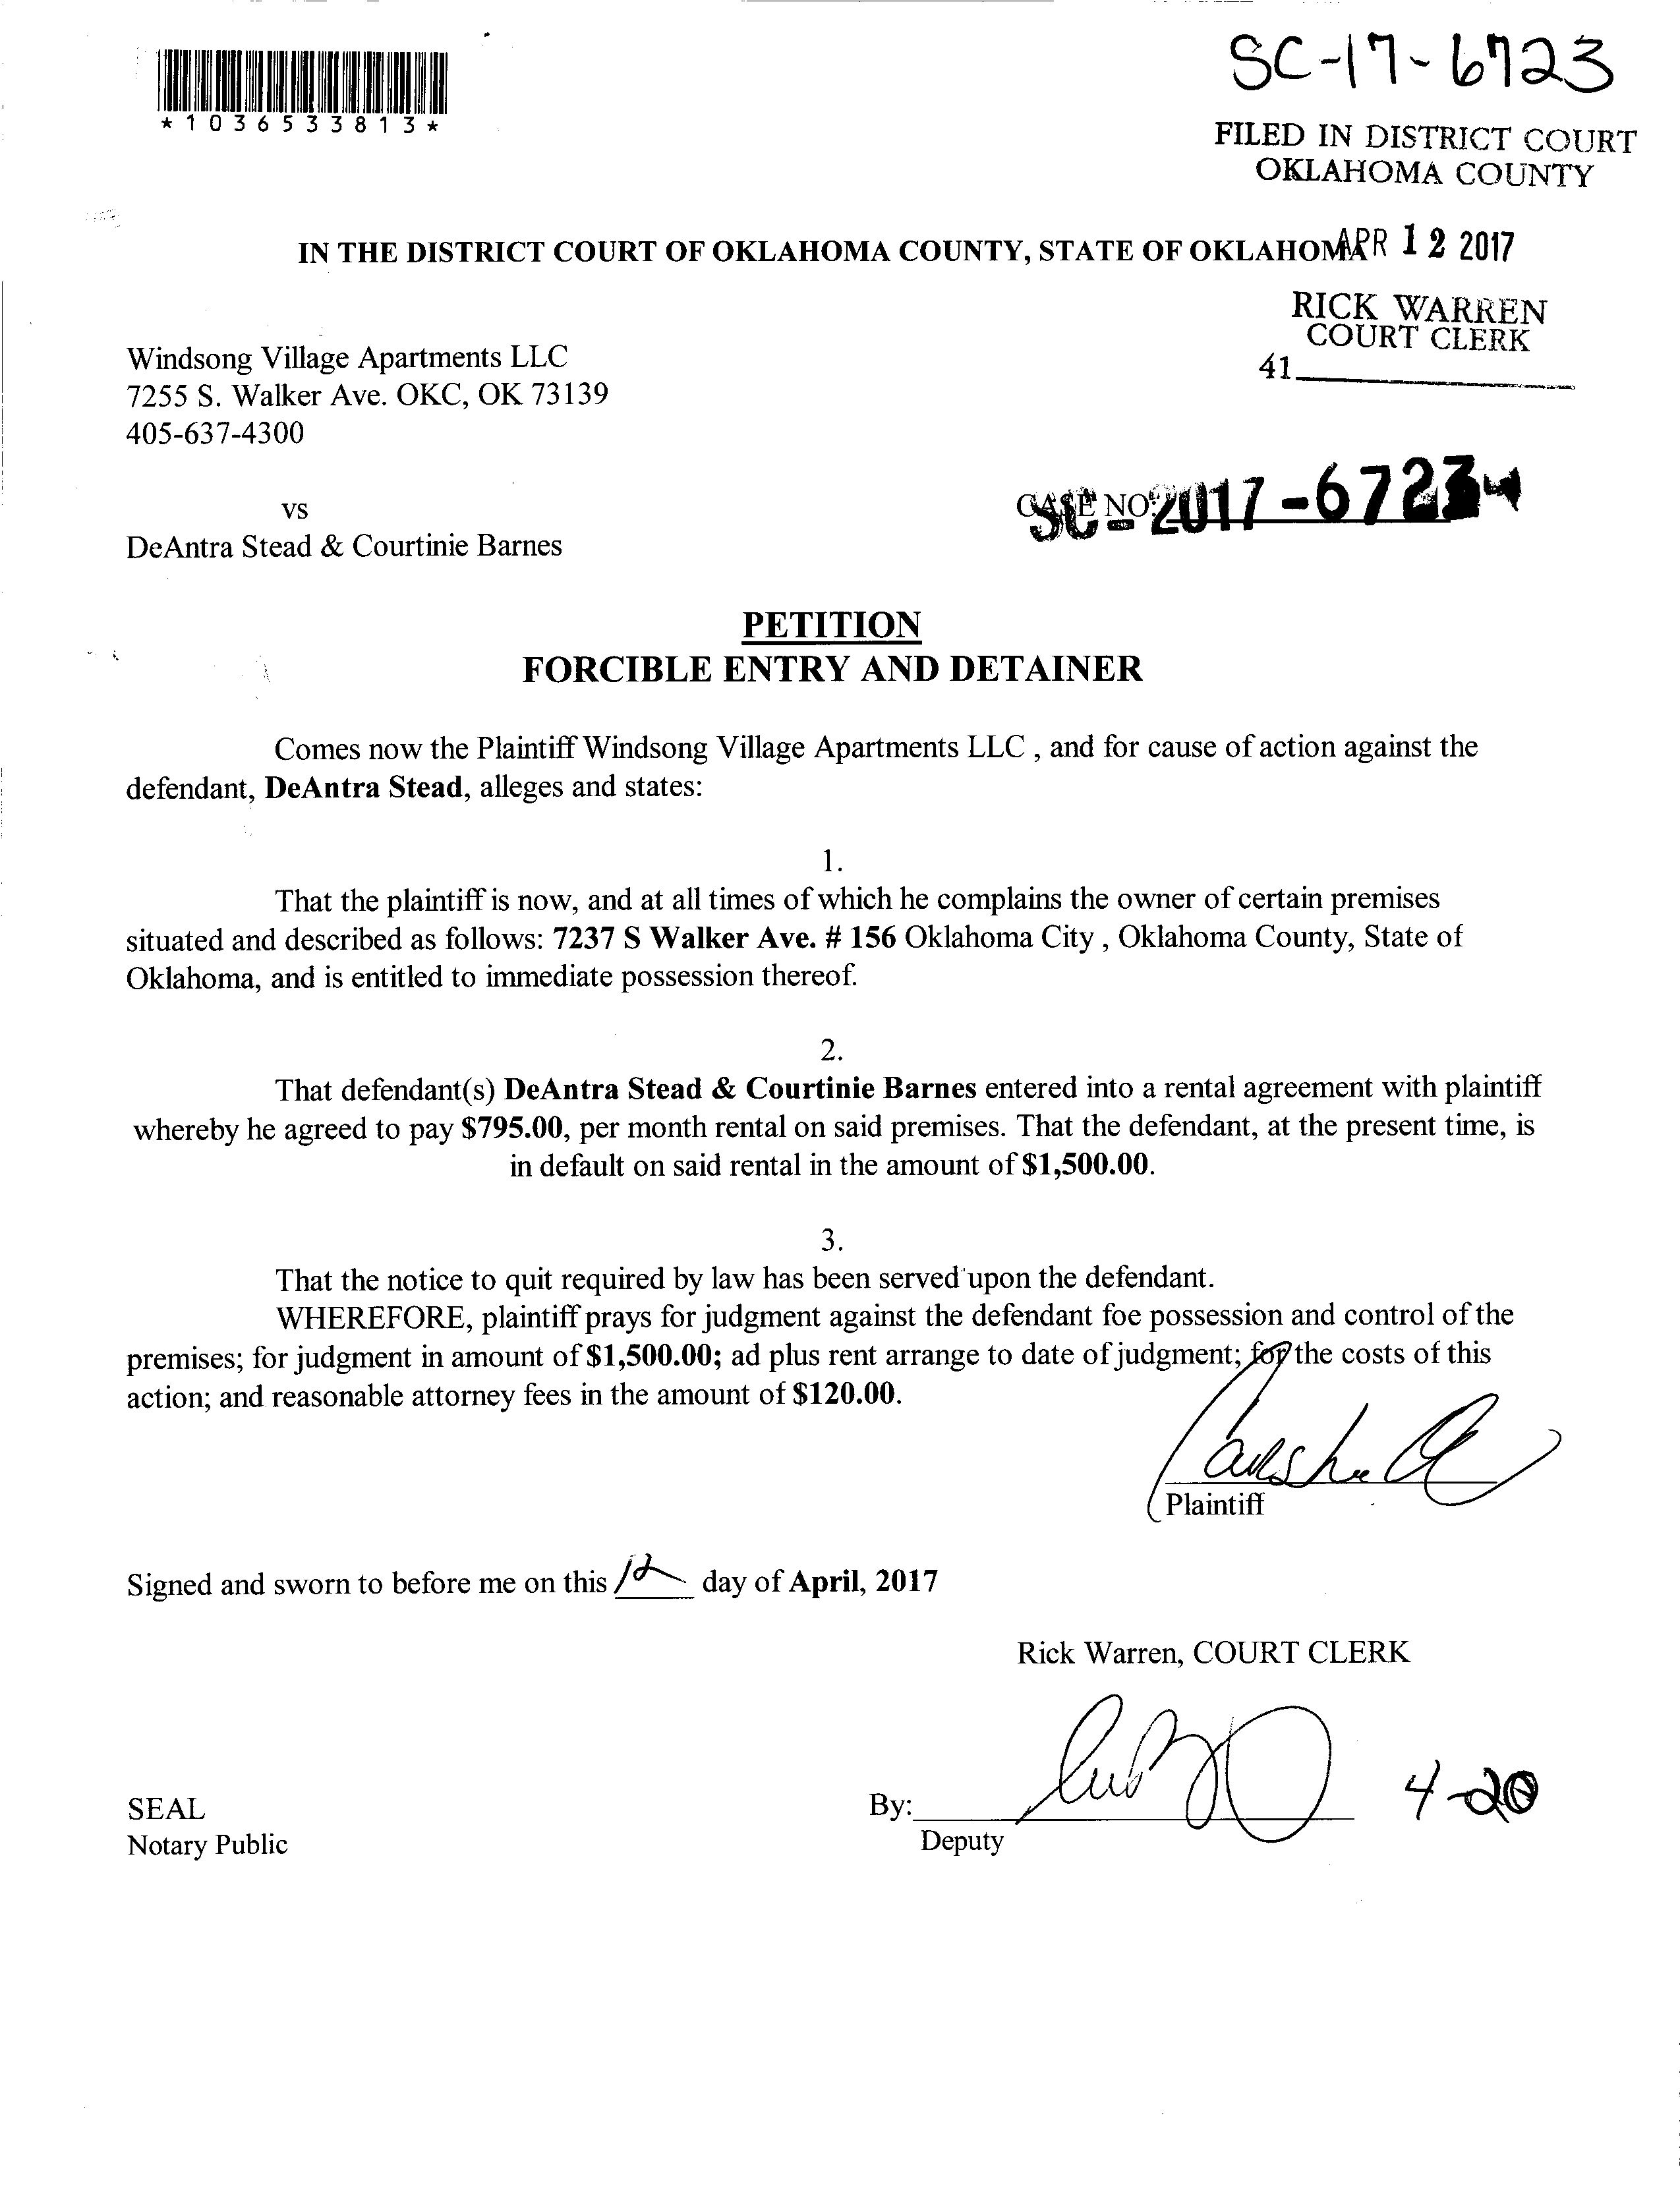 SC-17-6723
*1036533813*
FILED IN DISTRICT COURT
OKLAHOMA COUNTY
IN THE DISTRICT COURT OF OKLAHOMA COUNTY, STATE OF OKLAHOMA
APR 12 2017
RICK WARREN
COURT CLERK
41
Windsong Village Apartments LLC
7255 S. Walker Ave. OKC, OK 73139
405-637-4300
CASE NO.
SC-2017-6723
vs
DeAntra Stead & Courtinie Barnes
PETITION
FORCIBLE ENTRY AND DETAINER
Comes now the Plaintiff Windsong Village Apartments LLC , and for cause of action against the
defendant, DeAntra Stead, alleges and states:
1.
That the plaintiff is now, and at all times of which he complains the owner of certain premises
situated and described as follows: 7237 S Walker Ave. # 156 Oklahoma City , Oklahoma County, State of
Oklahoma, and is entitled to immediate possession thereof.
2.
That defendant(s) DeAntra Stead & Courtinie Barnes entered into a rental agreement with plaintiff
whereby he agreed to pay $795.00, per month rental on said premises. That the defendant, at the present time, is
in default on said rental in the amount of $1,500.00.
3.
That the notice to quit required by law has been served upon the defendant.
WHEREFORE, plaintiff prays for judgment against the defendant foe possession and control of the
premises; for judgment in amount of $1,500.00; ad plus rent arrange to date of judgment; for the costs of this
action; and reasonable attorney fees in the amount of $120.00.
Plaintiff
Signed and sworn to before me on this 12 day of April, 2017
Rick Warren, COURT CLERK
SEAL
Notary Public
By:
Deputy
4-20